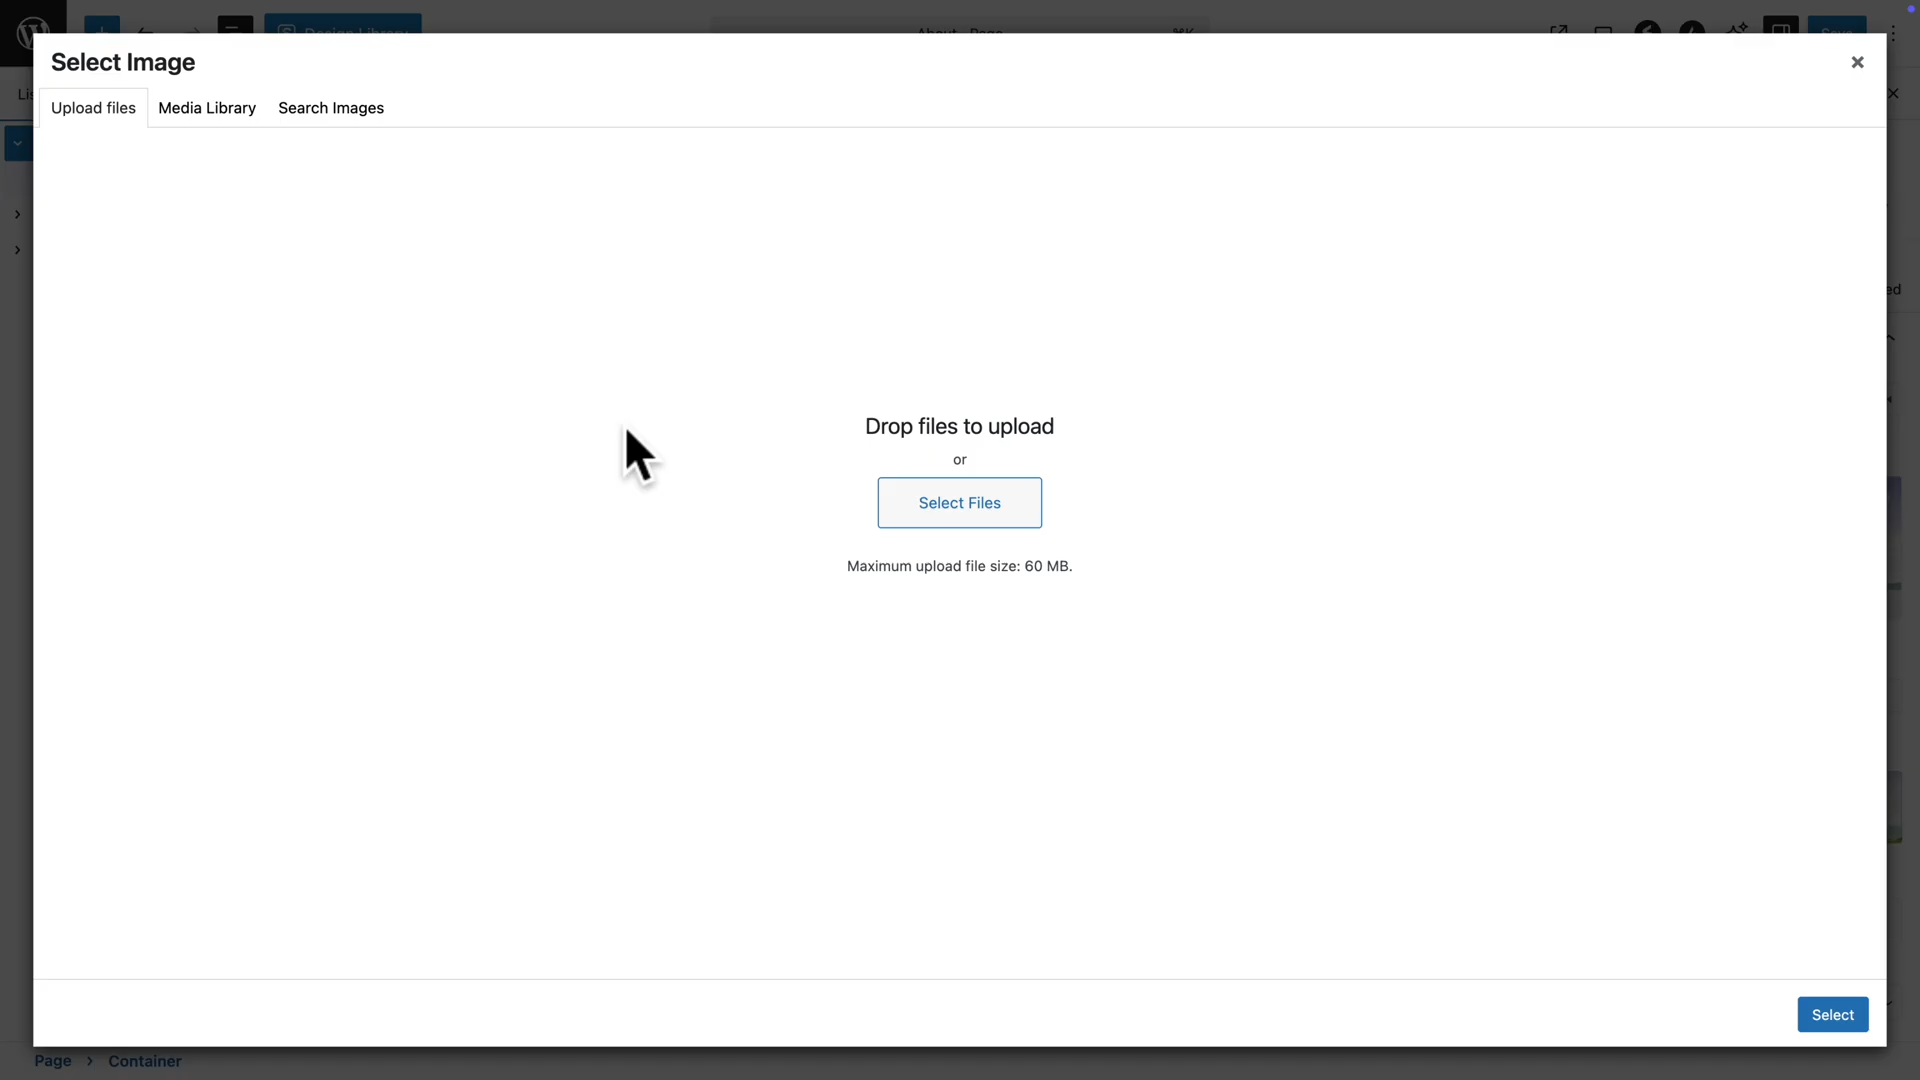 Select Image
Upload files Media Library Search Images
Drop files to upload
or
Select Files
Maximum upload file size: 60 MB.
Select
Page > Container